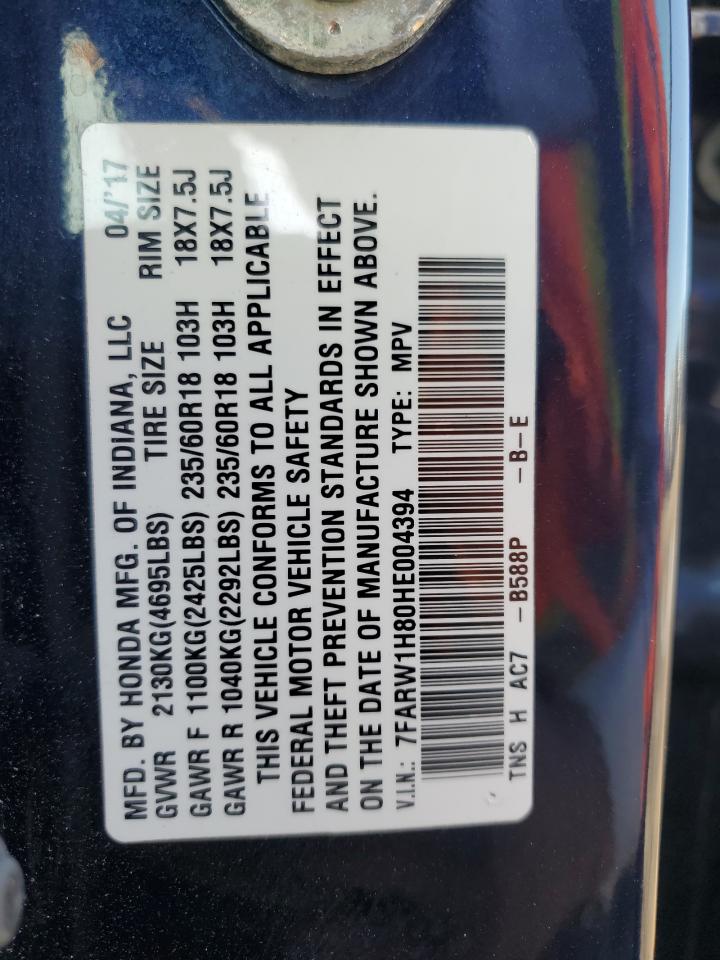 MFD. BY HONDA MFG. OF INDIANA, LLC 04/'17
GVWR 2130KG(4695LBS) TIRE SIZE RIM SIZE
GAWR F 1100KG(2425LBS) 235/60R18 103H 18X7.5J
GAWR R 1040KG(2292LBS) 235/60R18 103H 18X7.5J
THIS VEHICLE CONFORMS TO ALL APPLICABLE
FEDERAL MOTOR VEHICLE SAFETY
AND THEFT PREVENTION STANDARDS IN EFFECT
ON THE DATE OF MANUFACTURE SHOWN ABOVE.
V.I.N.: 7FARW1H80HE004394 TYPE: MPV
TNS H AC7 -B588P -B-E